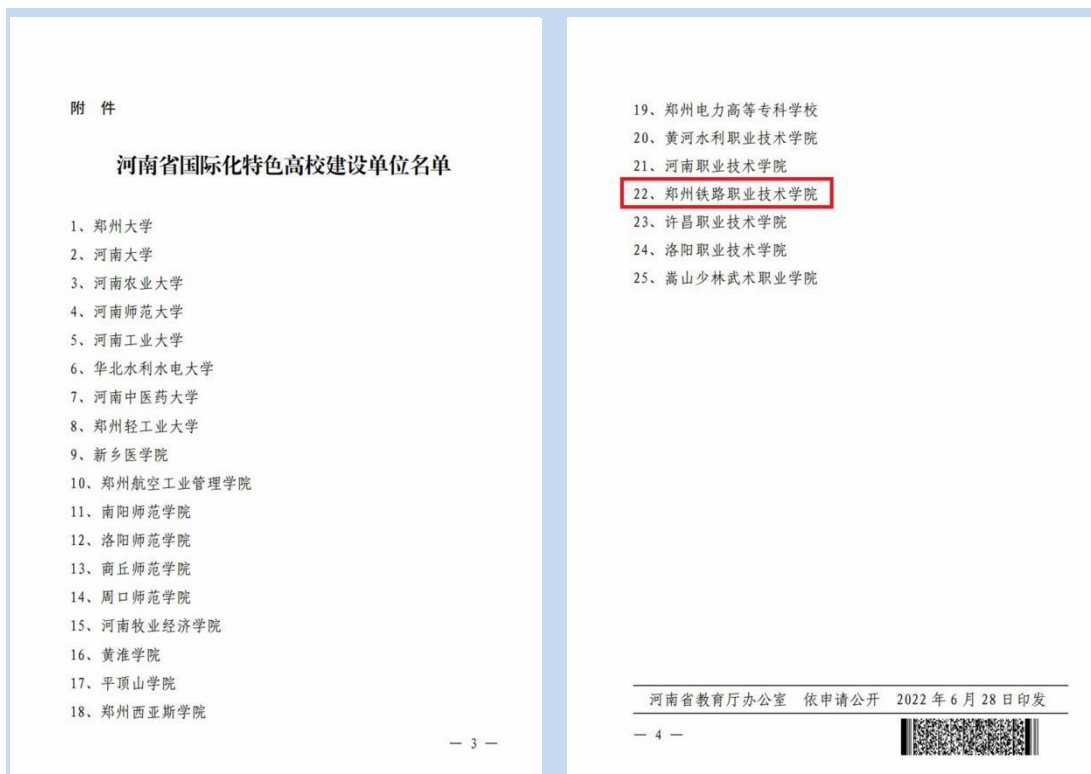 附 件
河南省国际化特色高校建设单位名单
1、郑州大学
2、河南大学
3、河南农业大学
4、河南师范大学
5、河南工业大学
6、华北水利水电大学
7、河南中医药大学
8、郑州轻工业大学
9、新乡医学院
10、郑州航空工业管理学院
11、南阳师范学院
12、洛阳师范学院
13、商丘师范学院
14、周口师范学院
15、河南牧业经济学院
16、黄淮学院
17、平顶山学院
18、郑州西亚斯学院
— 3 —
19、郑州电力高等专科学校
20、黄河水利职业技术学院
21、河南职业技术学院
22、郑州铁路职业技术学院
23、许昌职业技术学院
24、洛阳职业技术学院
25、嵩山少林武术职业学院
河南省教育厅办公室 依申请公开 2022年6月28日印发
— 4 —